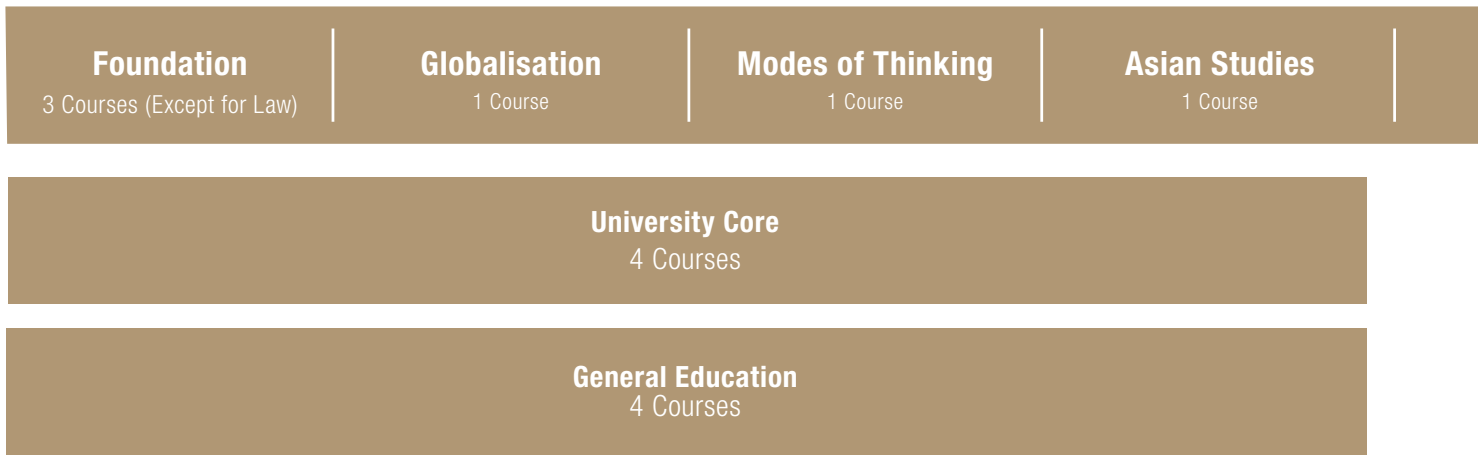 Foundation
3 Courses (Except for Law)
Globalisation
1 Course
Modes of Thinking
1 Course
Asian Studies
1 Course
University Core
4 Courses
General Education
4 Courses